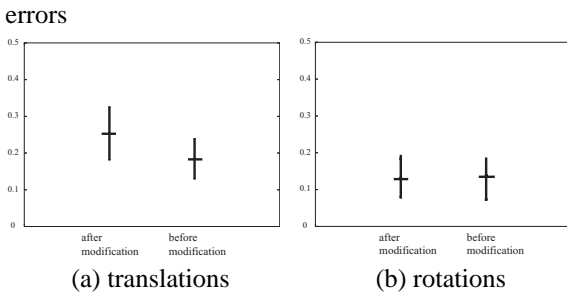 errors
0.5
0.4
0.3
0.2
0.1
0
after
modification
before
modification
(a) translations
0.5
0.4
0.3
0.2
0.1
0
after
modification
before
modification
(b) rotations